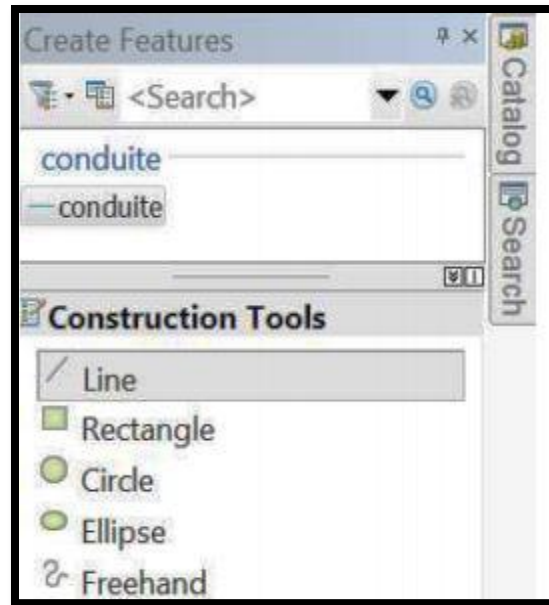 Create Features
<Search>
conduite
conduite
Construction Tools
Line
Rectangle
Circle
Ellipse
Freehand
Catalog
Search